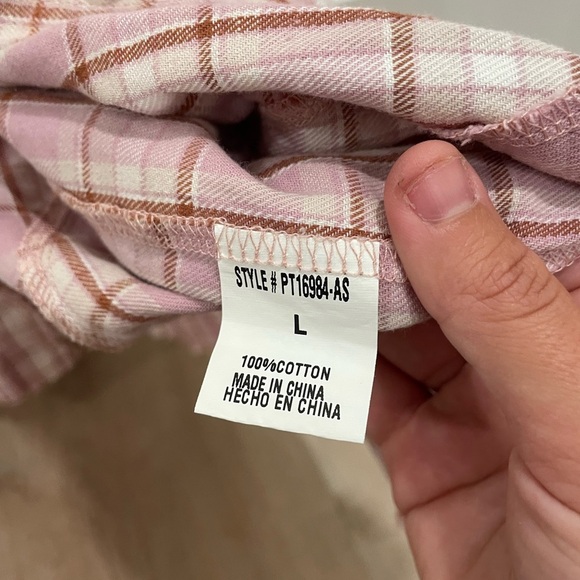 STYLE # PT16984-AS
L
100%COTTON
MADE IN CHINA
HECHO EN CHINA